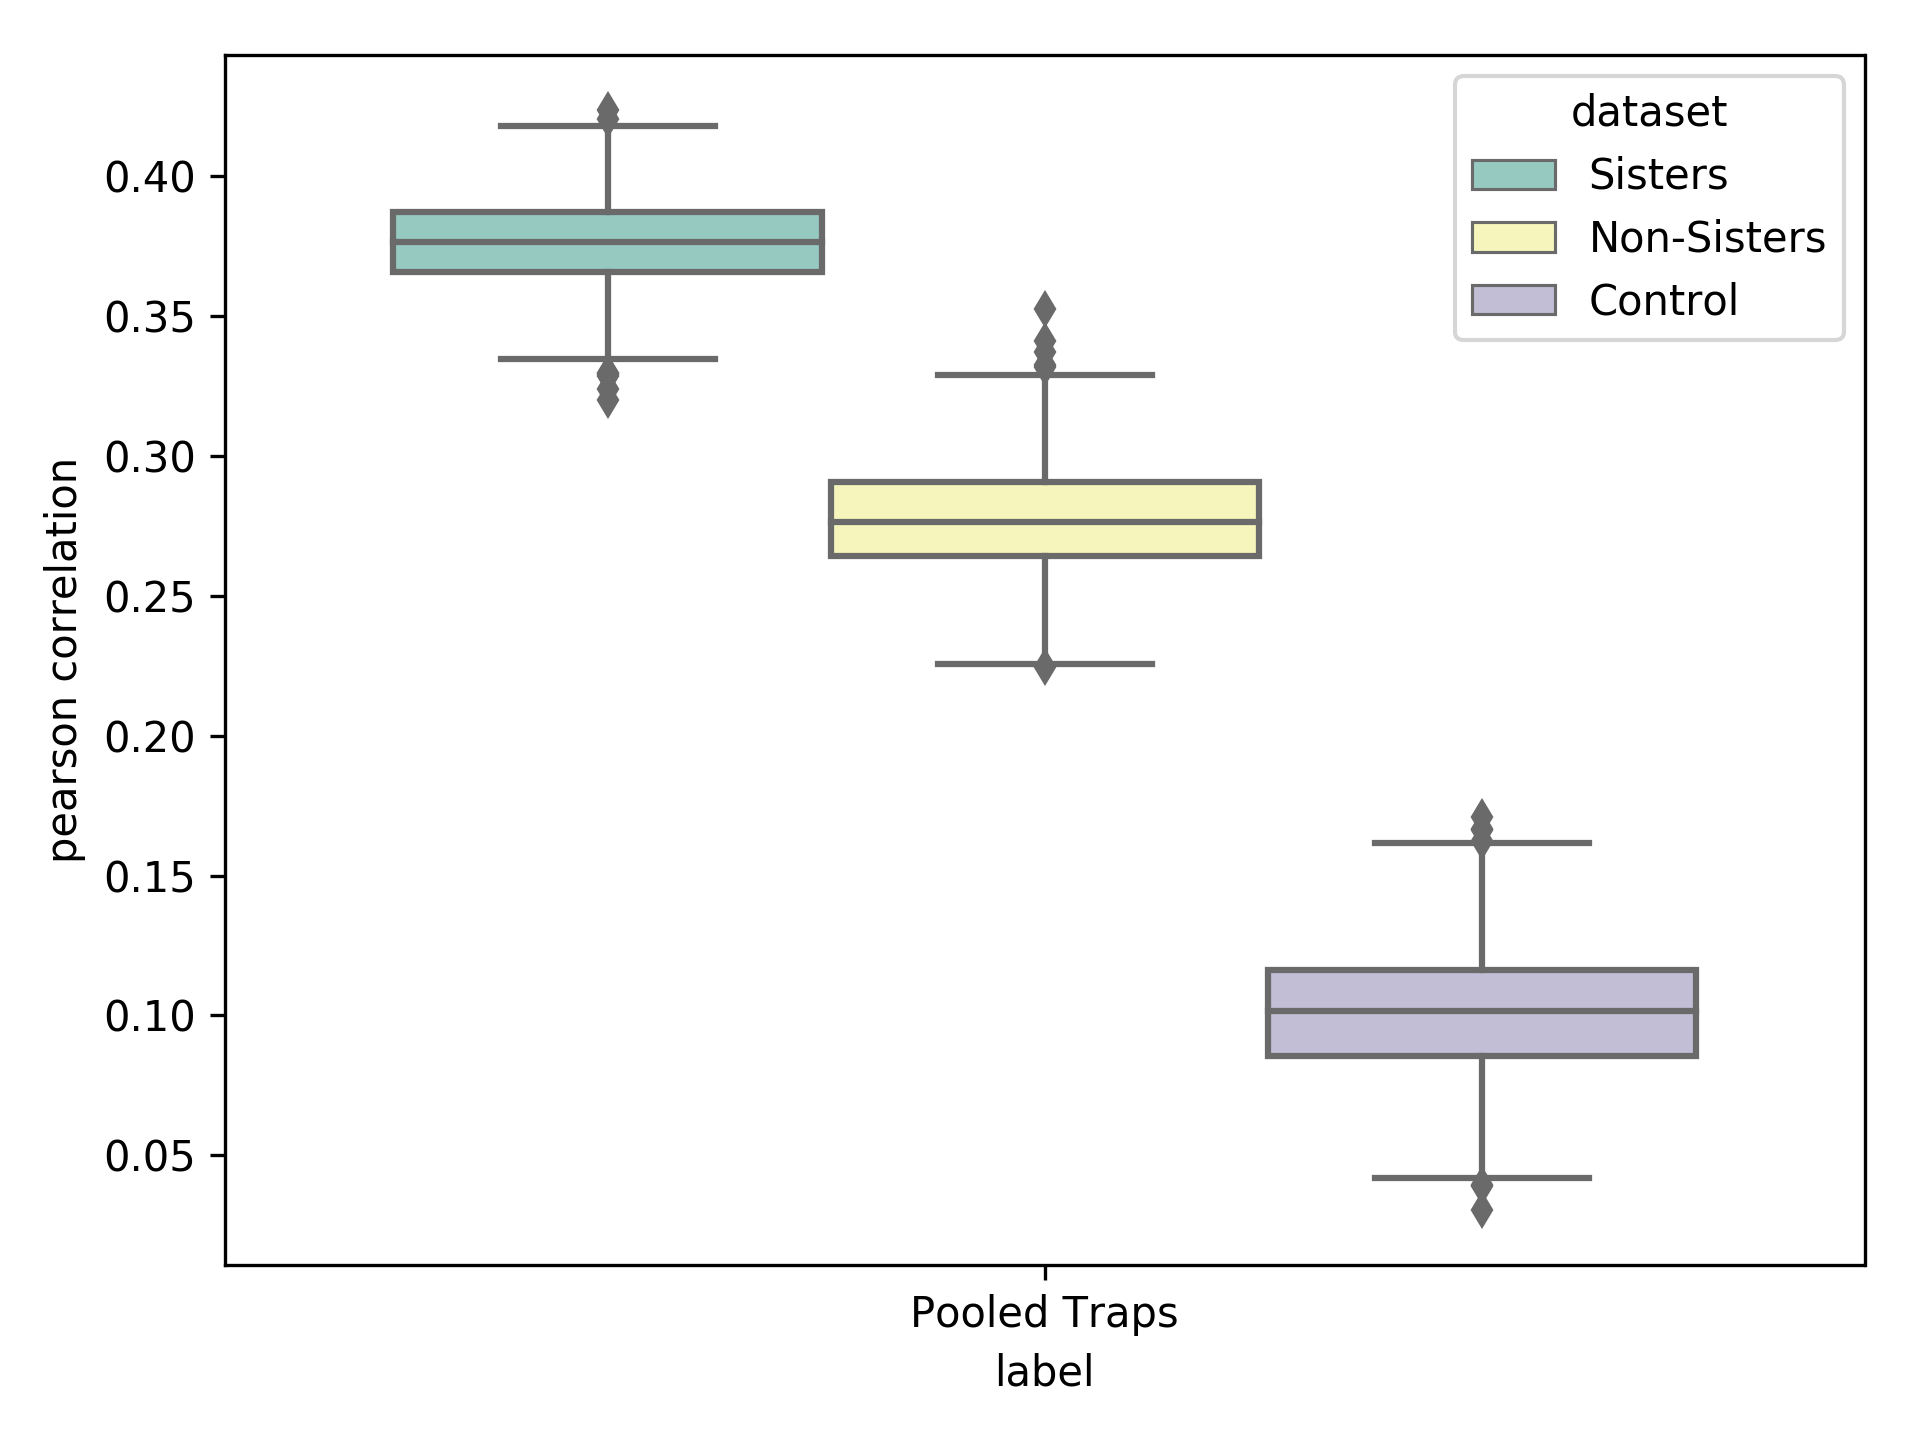 dataset
Sisters
Non-Sisters
Control
pearson correlation
0.40
0.35
0.30
0.25
0.20
0.15
0.10
0.05
Pooled Traps
label